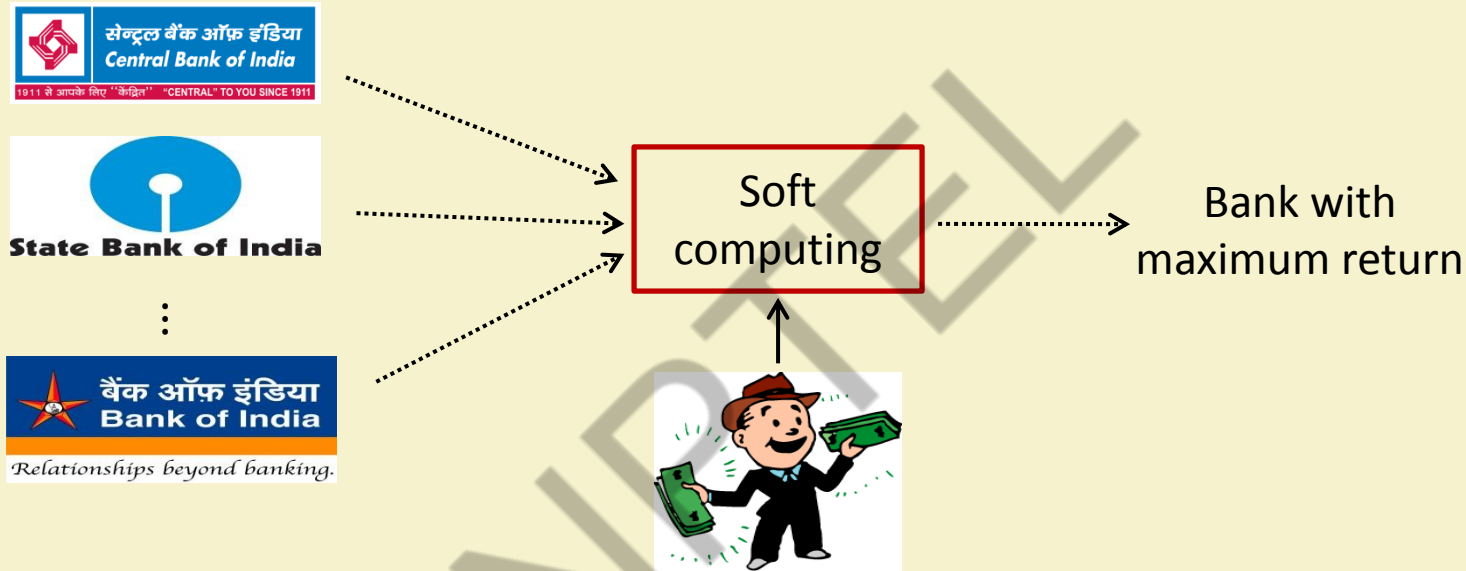 सेन्ट्रल बैंक ऑफ़ इंडिया
Central Bank of India
1911 से आपके लिए ‘‘केंद्रित’’ “CENTRAL” TO YOU SINCE 1911
State Bank of India
⋮
बैंक ऑफ़ इंडिया
Bank of India
Relationships beyond banking.
Soft
computing
Bank with
maximum return
NPTEL